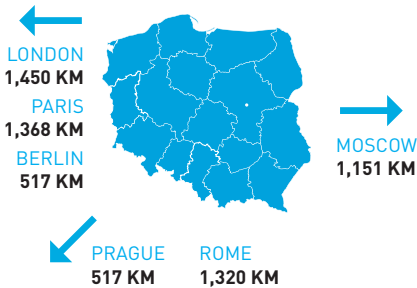 LONDON
1,450 KM
PARIS
1,368 KM
BERLIN
517 KM
MOSCOW
1,151 KM
PRAGUE
517 KM
ROME
1,320 KM